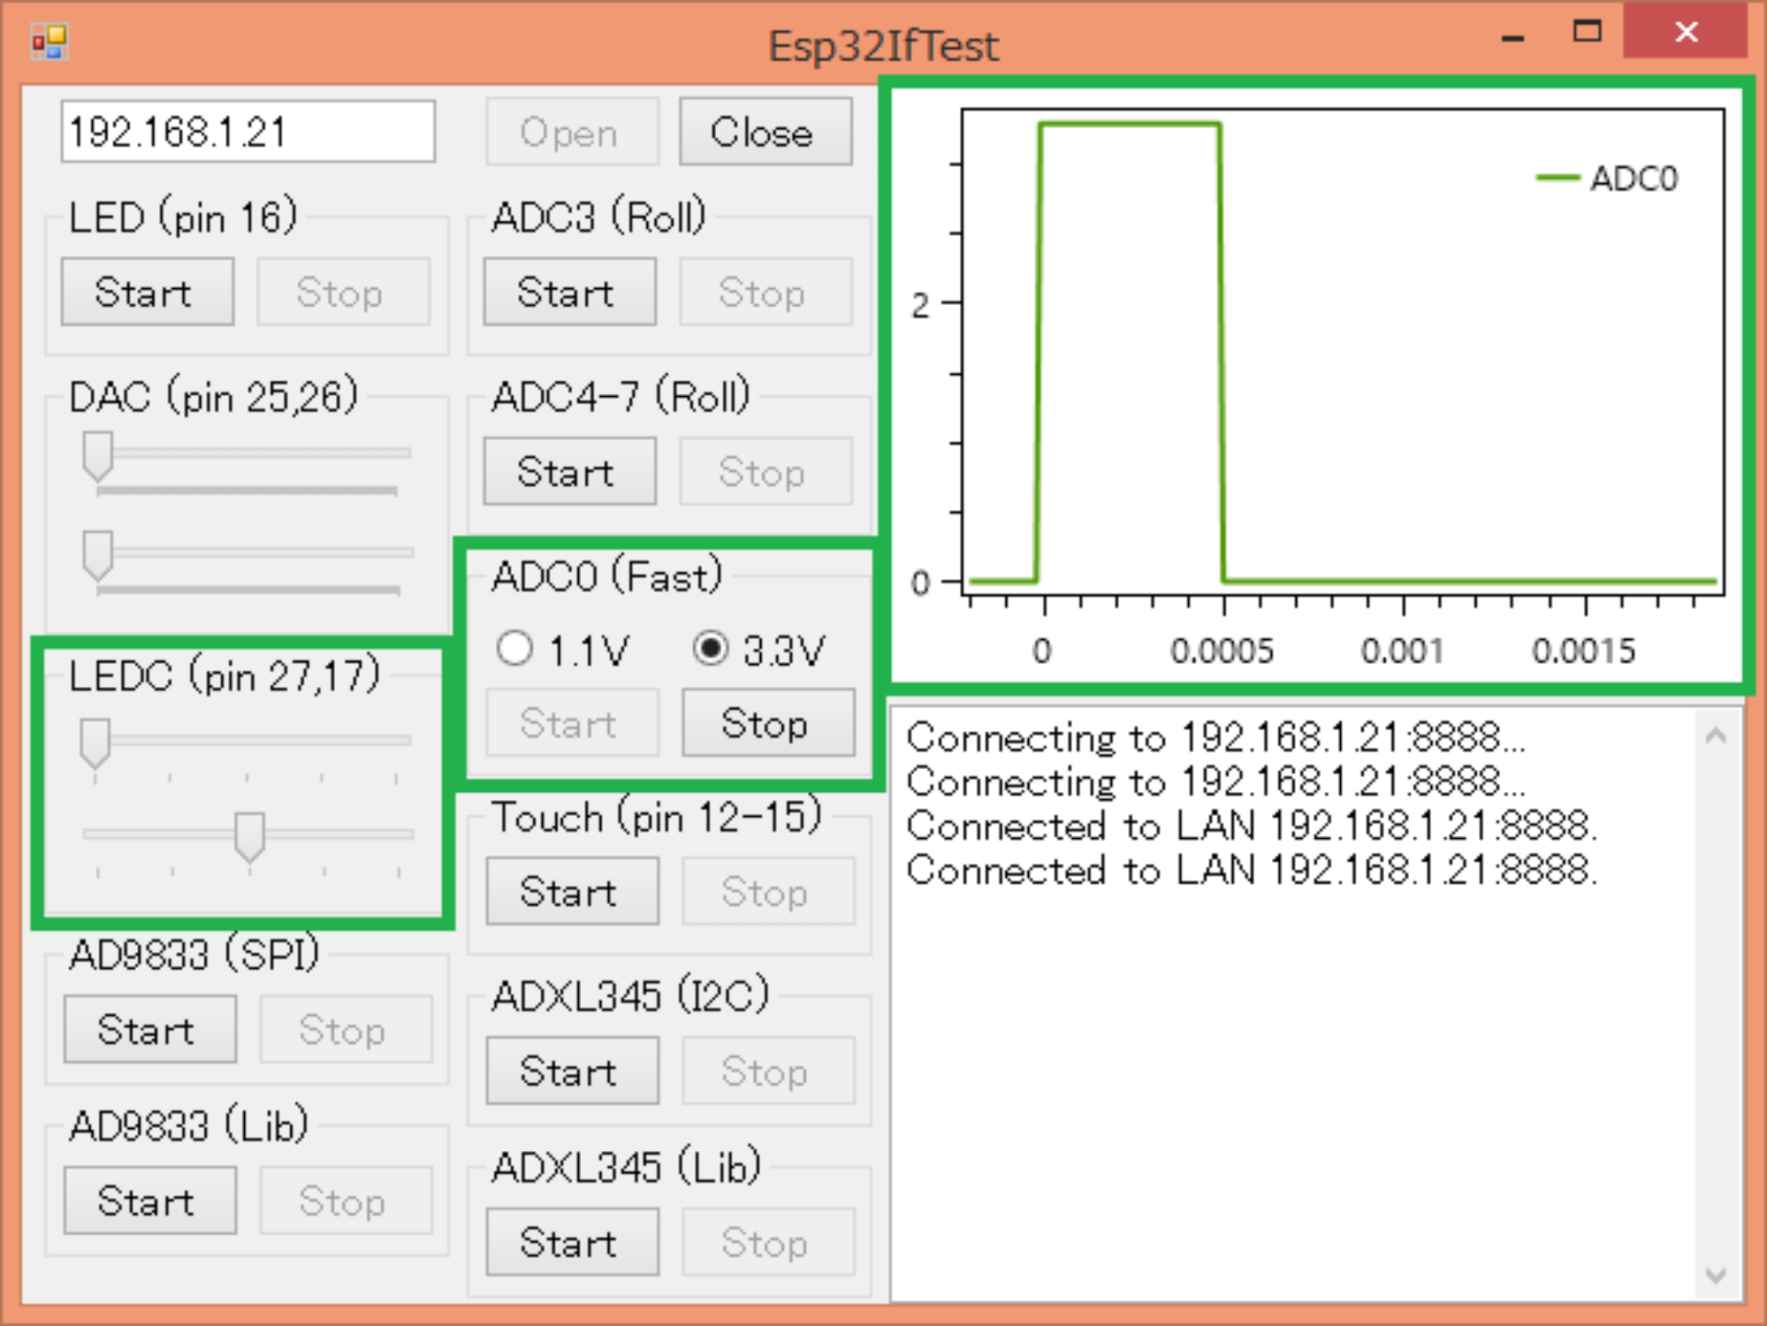 Esp32IfTest
192.168.1.21
Open
Close
LED (pin 16)
Start
Stop
DAC (pin 25,26)
LEDC (pin 27,17)
AD9833 (SPI)
Start
Stop
AD9833 (Lib)
Start
Stop
ADC3 (Roll)
Start
Stop
ADC4-7 (Roll)
Start
Stop
ADC0 (Fast)
1.1V
3.3V
Start
Stop
Touch (pin 12-15)
Start
Stop
ADXL345 (I2C)
Start
Stop
ADXL345 (Lib)
Start
Stop
ADC0
2
0
0 0.0005 0.001 0.0015
Connecting to 192.168.1.21:8888...
Connecting to 192.168.1.21:8888...
Connected to LAN 192.168.1.21:8888.
Connected to LAN 192.168.1.21:8888.